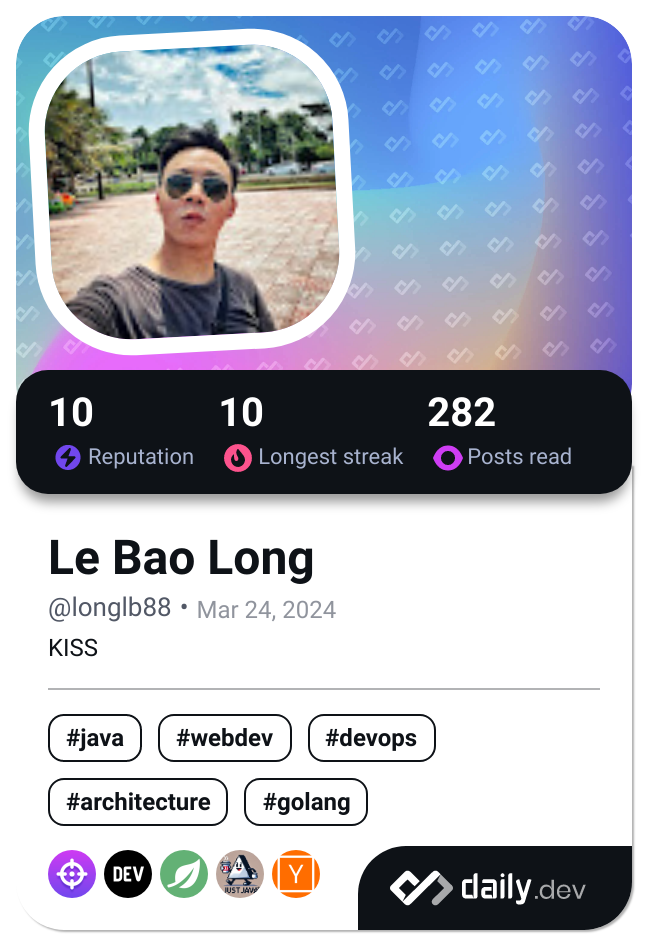 10 10 282
Reputation Longest streak Posts read
Le Bao Long
@longlb88 • Mar 24, 2024
KISS
#java #webdev #devops
#architecture #golang
DEV JUST JAVA Y
daily.dev